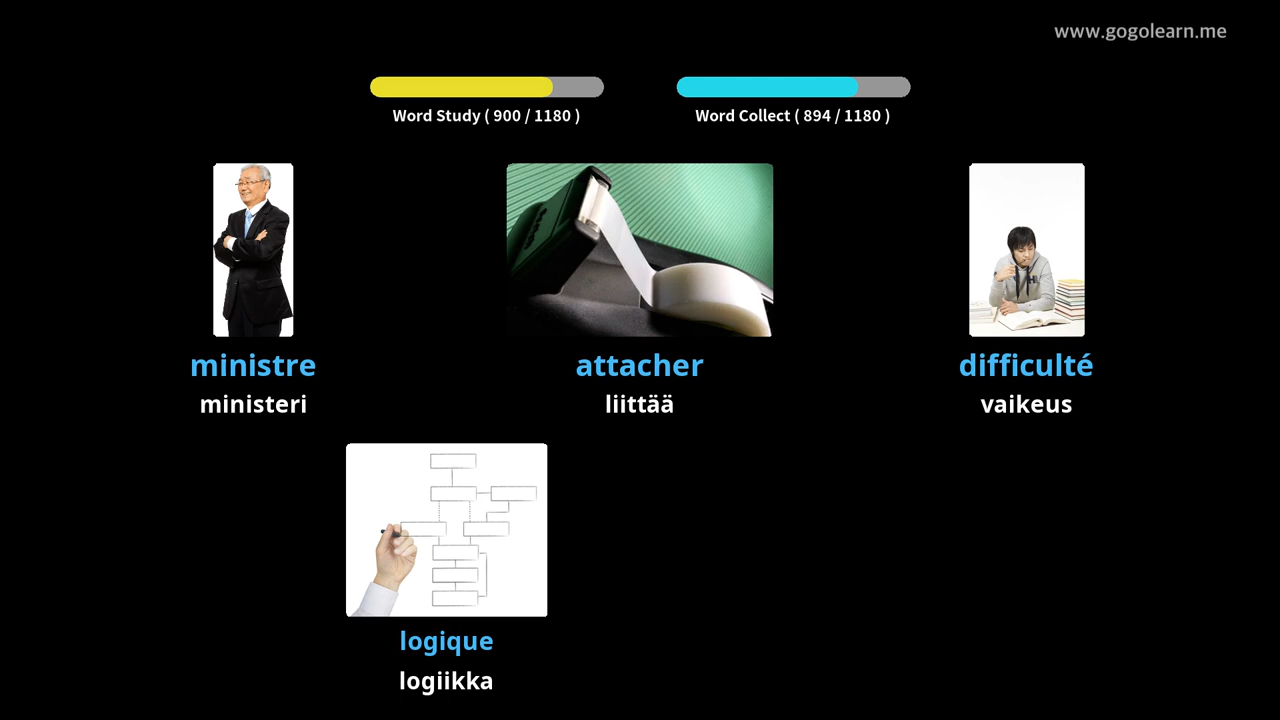 www.gogolearn.me
Word Study ( 900 / 1180 )
Word Collect ( 894 / 1180 )
ministre
ministeri
attacher
liittää
difficulté
vaikeus
logique
logiikka